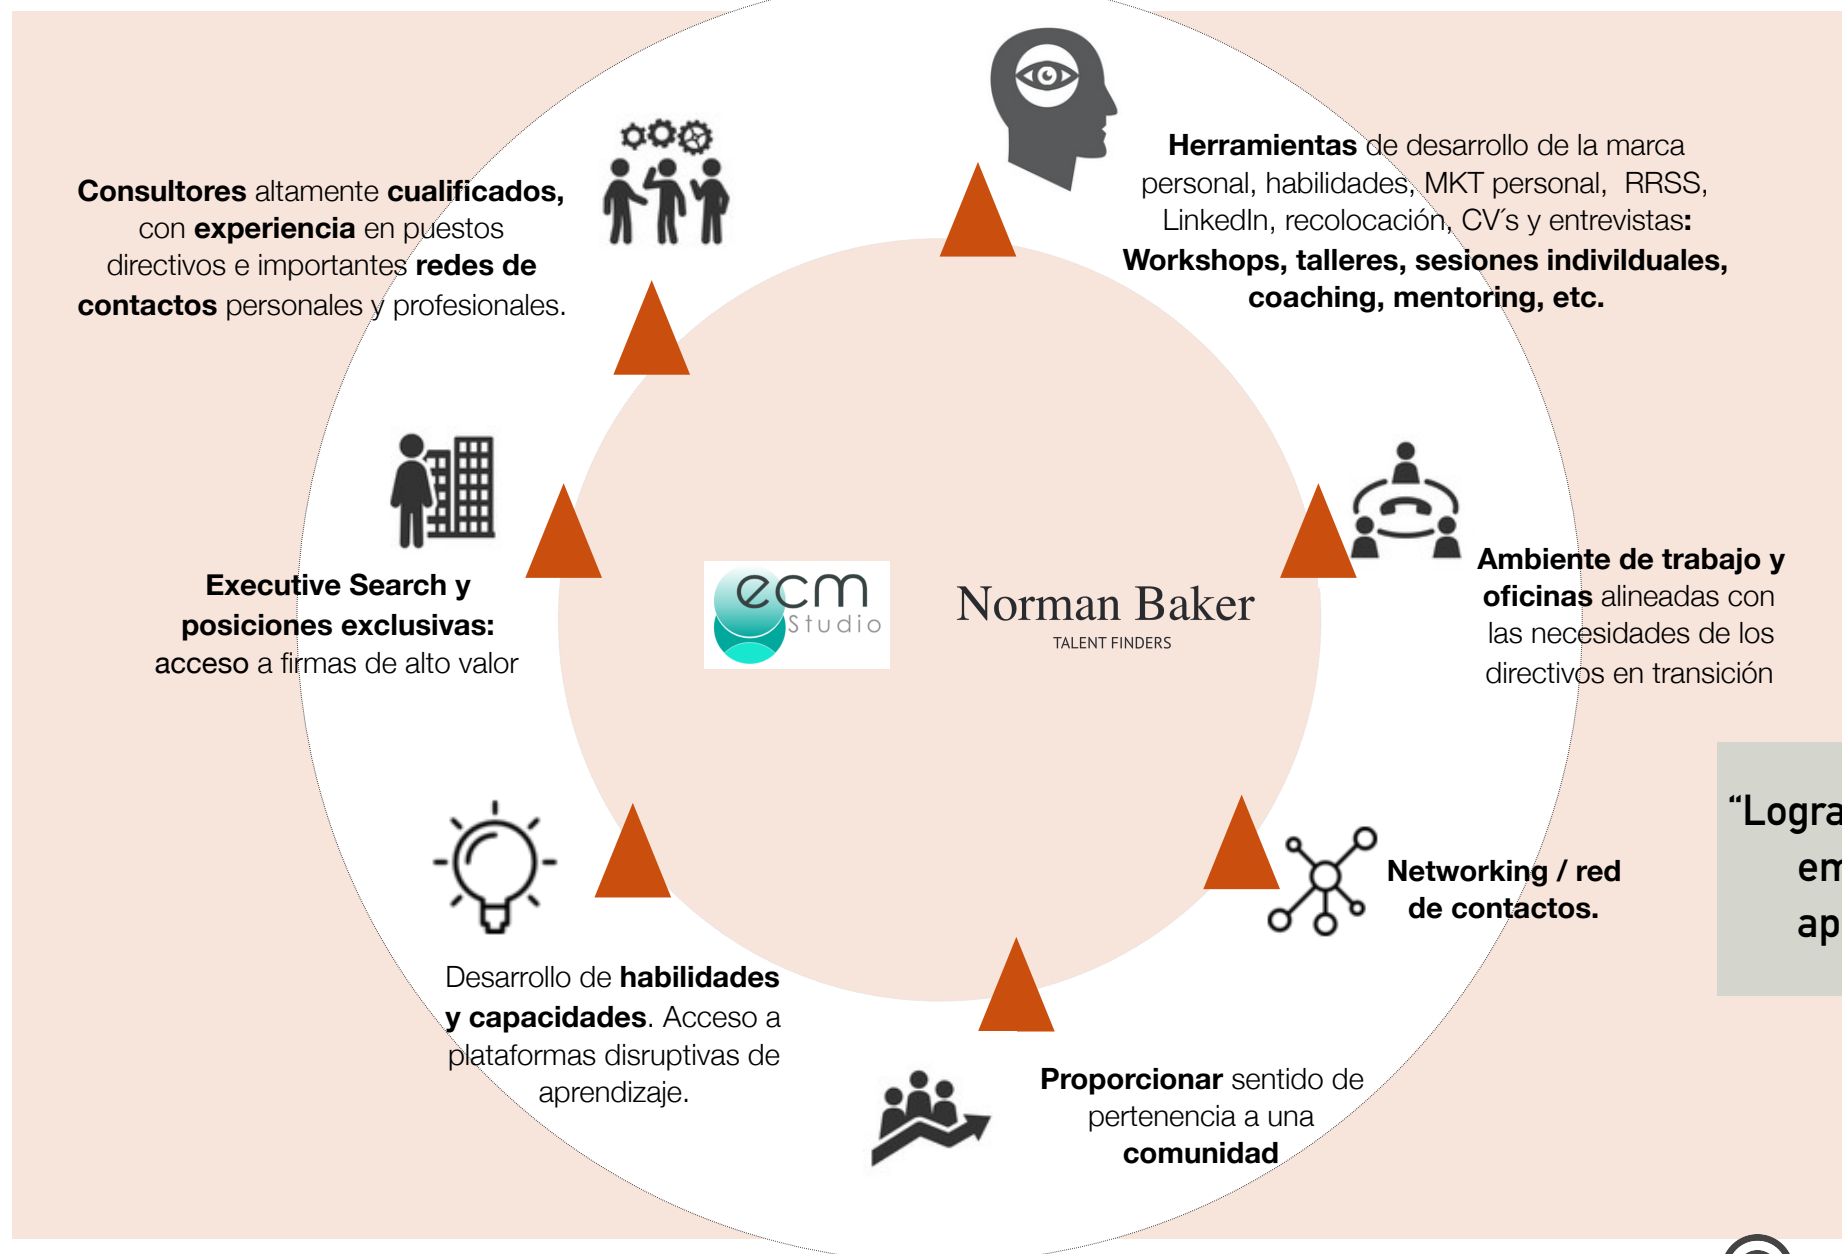 Consultores altamente cualificados,
con experiencia en puestos
directivos e importantes redes de
contactos personales y profesionales.
Herramientas de desarrollo de la marca
personal, habilidades, MKT personal, RRSS,
LinkedIn, recolocación, CV´s y entrevistas:
Workshops, talleres, sesiones indivilduales,
coaching, mentoring, etc.
Executive Search y
posiciones exclusivas:
acceso a firmas de alto valor
ecm
Studio
Norman Baker
TALENT FINDERS
Ambiente de trabajo y
oficinas alineadas con
las necesidades de los
directivos en transición
Networking / red
de contactos.
Desarrollo de habilidades
y capacidades. Acceso a
plataformas disruptivas de
aprendizaje.
Proporcionar sentido de
pertenencia a una
comunidad